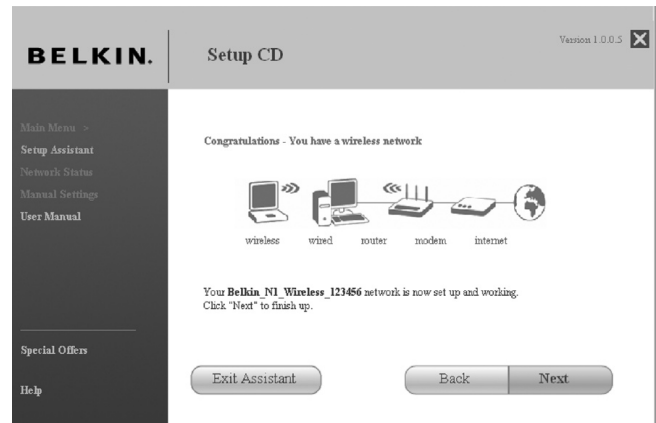 BELKIN.
Setup CD
Version 1.0.0.5
Main Menu >
Setup Assistant
Network Status
Manual Settings
User Manual
Special Offers
Help
Congratulations - You have a wireless network
wireless wired router modem internet
Your Belkin_N1_Wireless_123456 network is now set up and working.
Click "Next" to finish up.
Exit Assistant
Back
Next